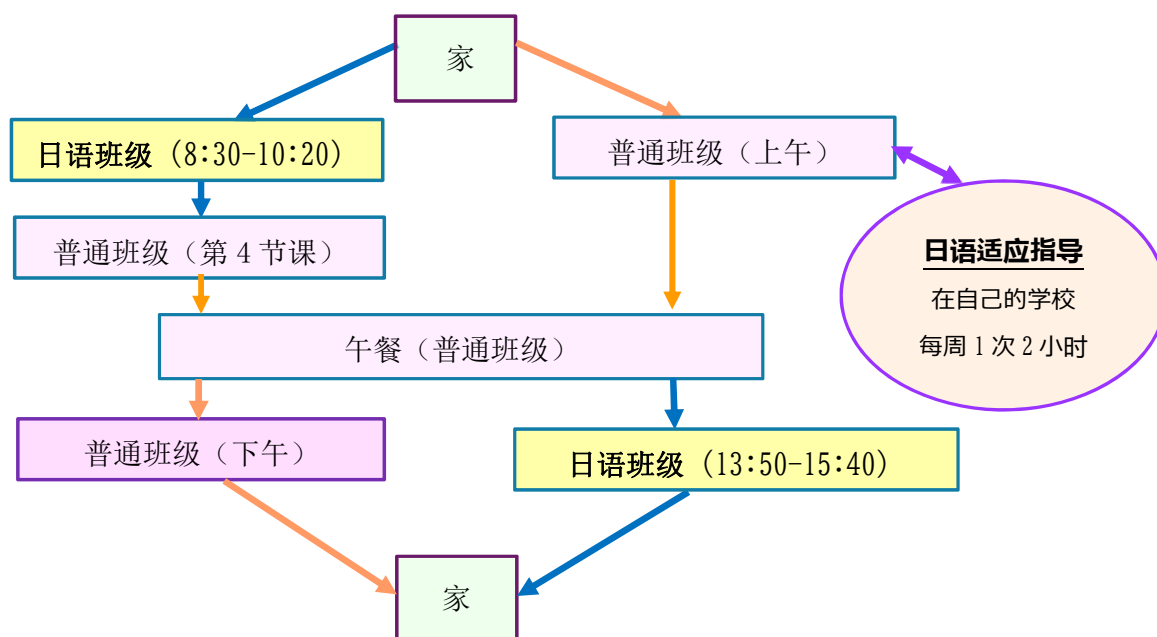 家
日语班级（8:30-10:20）
普通班级（上午）
普通班级（第 4 节课）
日语适应指导
在自己的学校
每周 1 次 2 小时
午餐（普通班级）
普通班级（下午）
日语班级（13:50-15:40）
家